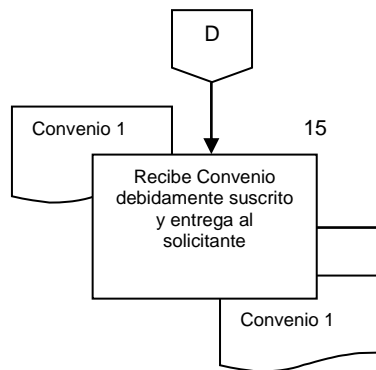 D
Convenio 1
15
Recibe Convenio
debidamente suscrito
y entrega al
solicitante
Convenio 1